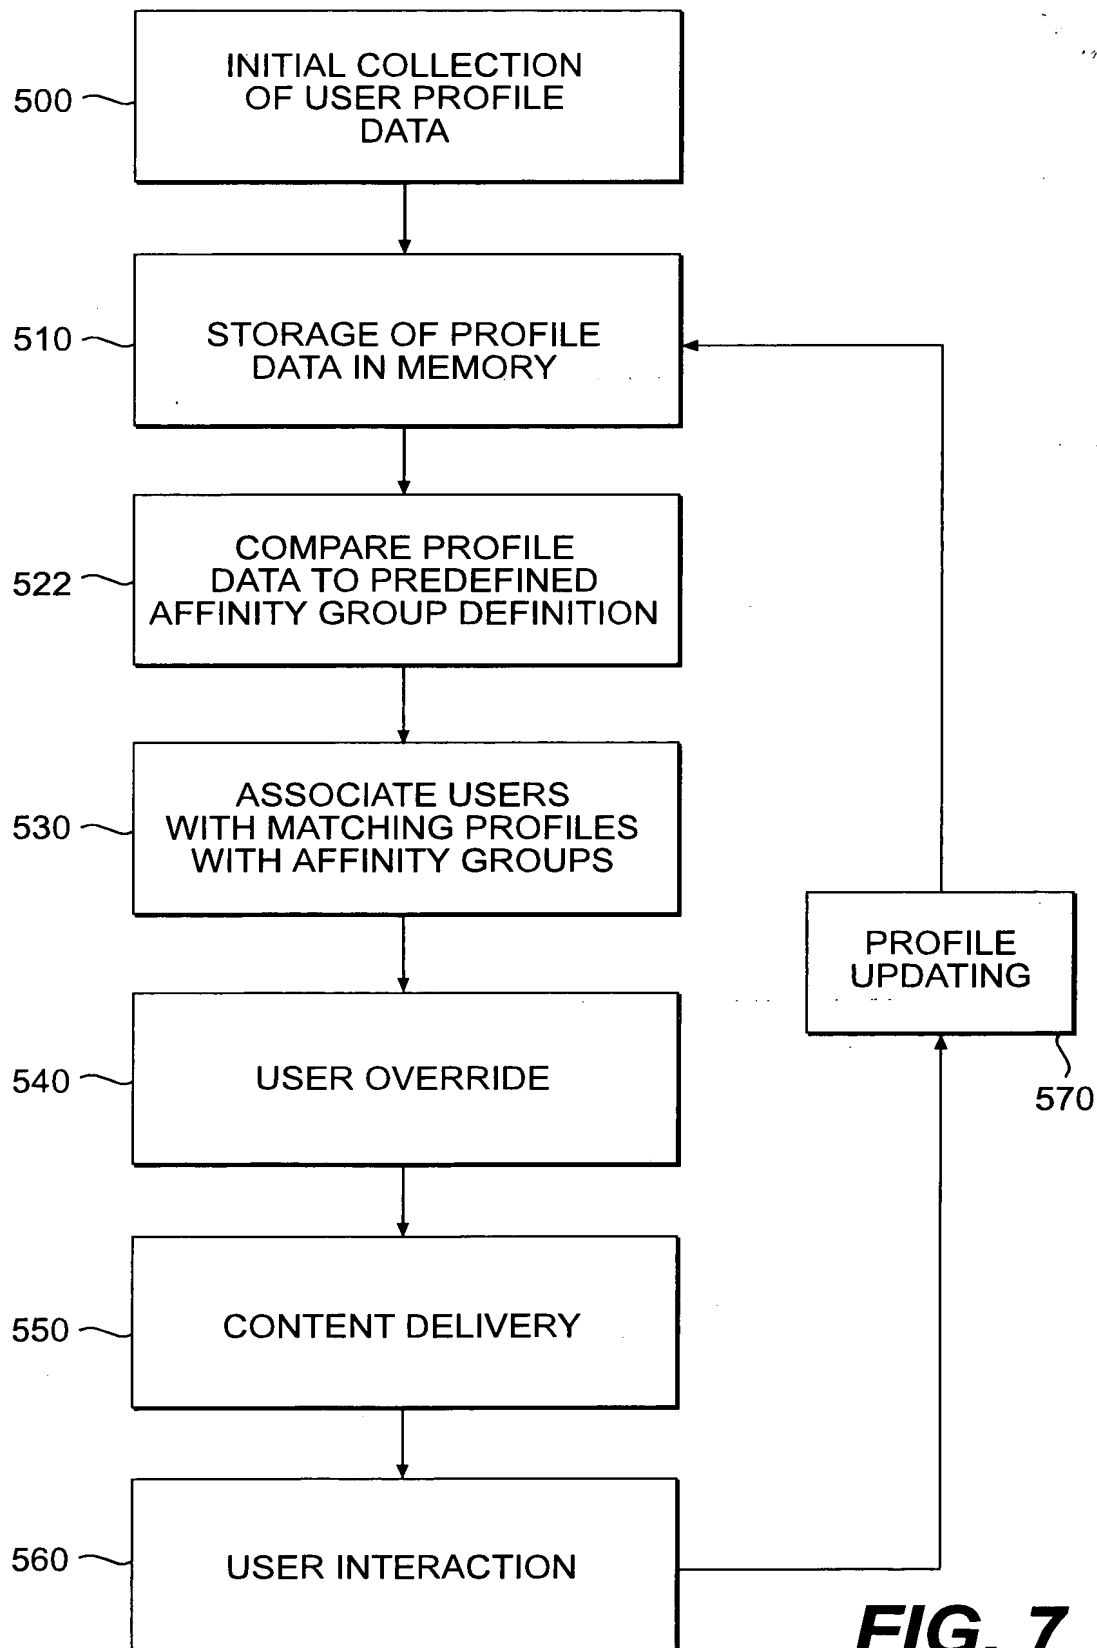 INITIAL COLLECTION
OF USER PROFILE
DATA
500
STORAGE OF PROFILE
DATA IN MEMORY
510
COMPARE PROFILE
DATA TO PREDEFINED
AFFINITY GROUP DEFINITION
522
ASSOCIATE USERS
WITH MATCHING PROFILES
WITH AFFINITY GROUPS
530
PROFILE
UPDATING
570
USER OVERRIDE
540
CONTENT DELIVERY
550
USER INTERACTION
560
FIG. 7